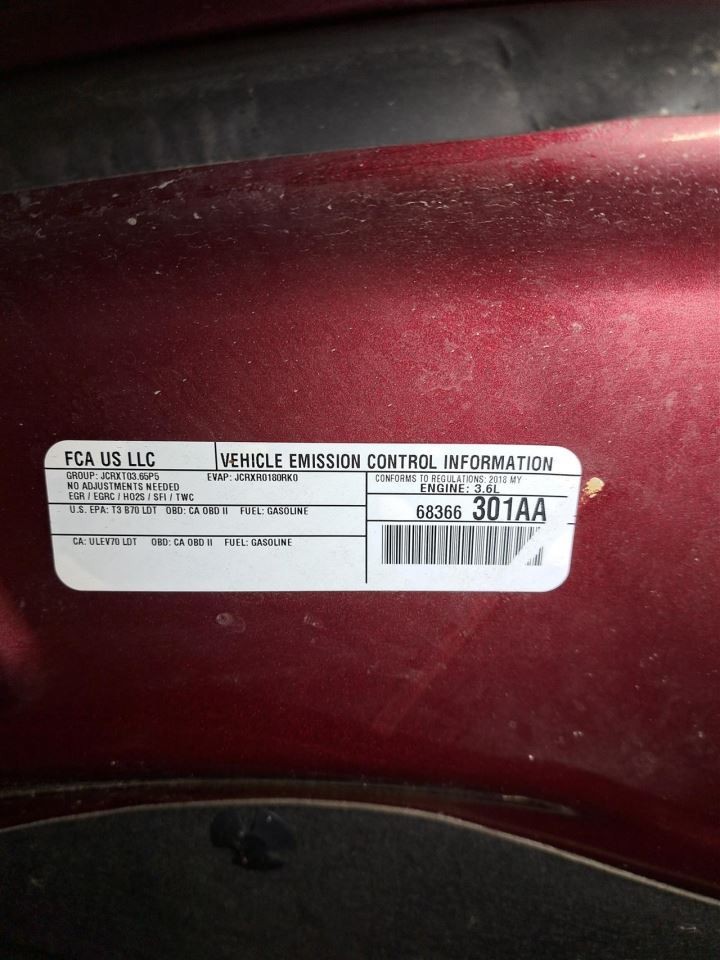 FCA US LLC
VEHICLE EMISSION CONTROL INFORMATION
GROUP: JCRXT03.65P5 EVAP: JCRXR0180RK0
NO ADJUSTMENTS NEEDED
EGR / EGRC / HO2S / SFI / TWC
CONFORMS TO REGULATIONS: 2018 MY
ENGINE: 3.6L
68366 301AA
U.S. EPA: T3 B70 LDT OBD: CA OBD II FUEL: GASOLINE
CA: ULEV70 LDT OBD: CA OBD II FUEL: GASOLINE